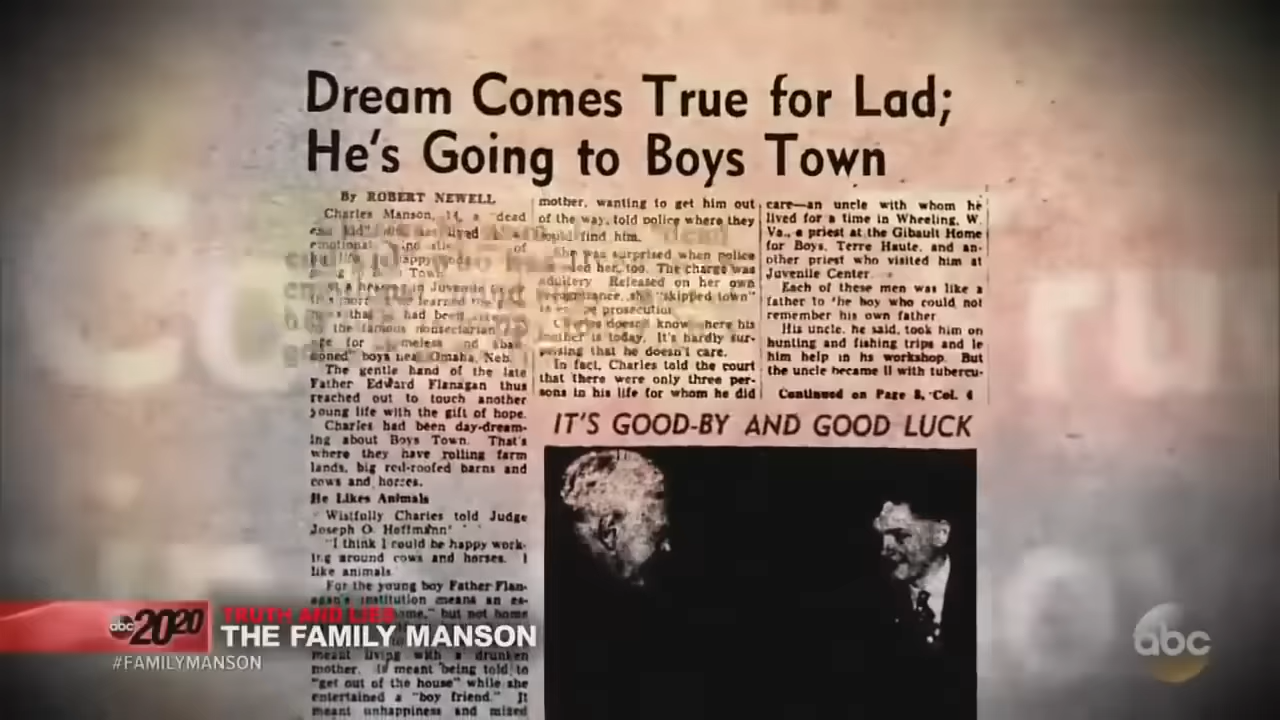 Dream Comes True for Lad;
He's Going to Boys Town
By ROBERT NEWELL
Charles Manson, 14, a "dead
emotional
Town
in Juvenile
learned
that had been
the famous nonsectarian
for
boys near Omaha, Neb.
The gentle hand of the late
Father Edward Flanagan thus
reached out to touch another
young life with the gift of hope.
Charles had been day-dream-
ing about Boys Town. That's
where they have rolling farm
lands, big red-roofed barns and
cows and horses.
He Likes Animals
Wistfully Charles told Judge
Joseph O. Hoffmann
"I think I could be happy work-
ing around cows and horses. I
like animals
For the young boy Father Flan-
agan's institution means an es-
but not home
meant living with a drunken
mother. It meant being told to
"get out of the house" while she
entertained a "boy friend." It
meant unhappiness and mixed
mother, wanting to get him out
of the way, told police where they
could find him.
She was surprised when police
her, too. The charge was
adultery Released on her own
she "skipped town"
prosecution
doesn't know where his
mother is today. It's hardly sur-
prising that he doesn't care.
In fact, Charles told the court
that there were only three per-
sons in his life for whom he did
care—an uncle with whom he
lived for a time in Wheeling, W.
Va., a priest at the Gibault Home
for Boys, Terre Haute, and an-
other priest who visited him at
Juvenile Center.
Each of these men was like a
father to the boy who could not
remember his own father
His uncle, he said, took him on
hunting and fishing trips and le
him help in hs workshop. But
the uncle became ll with tubercu-
Continued on Page 8, Col. 4
IT'S GOOD-BY AND GOOD LUCK
abc 20/20
TRUTH AND LIES
THE FAMILY MANSON
#FAMILYMANSON
abc